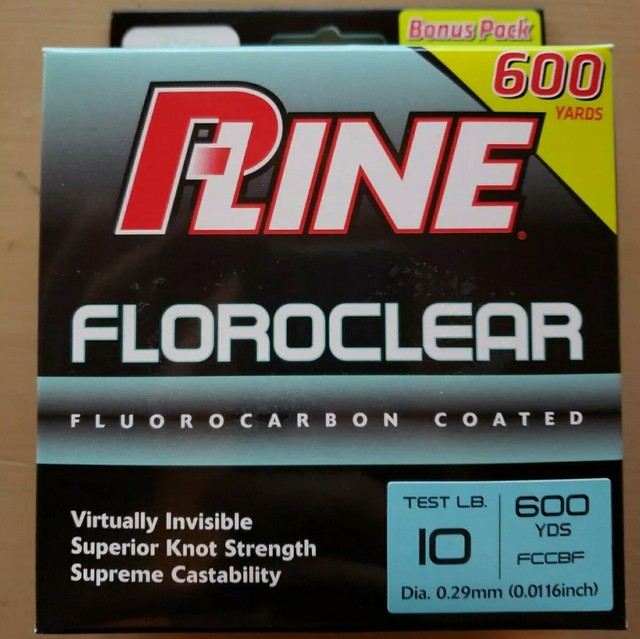 Bonus Pack
600
YARDS
P-LINE®
FLOROCLEAR
FLUOROCARBON COATED
Virtually Invisible
Superior Knot Strength
Supreme Castability
TEST LB.
10
600
YDS
FCCBF
Dia. 0.29mm (0.0116inch)